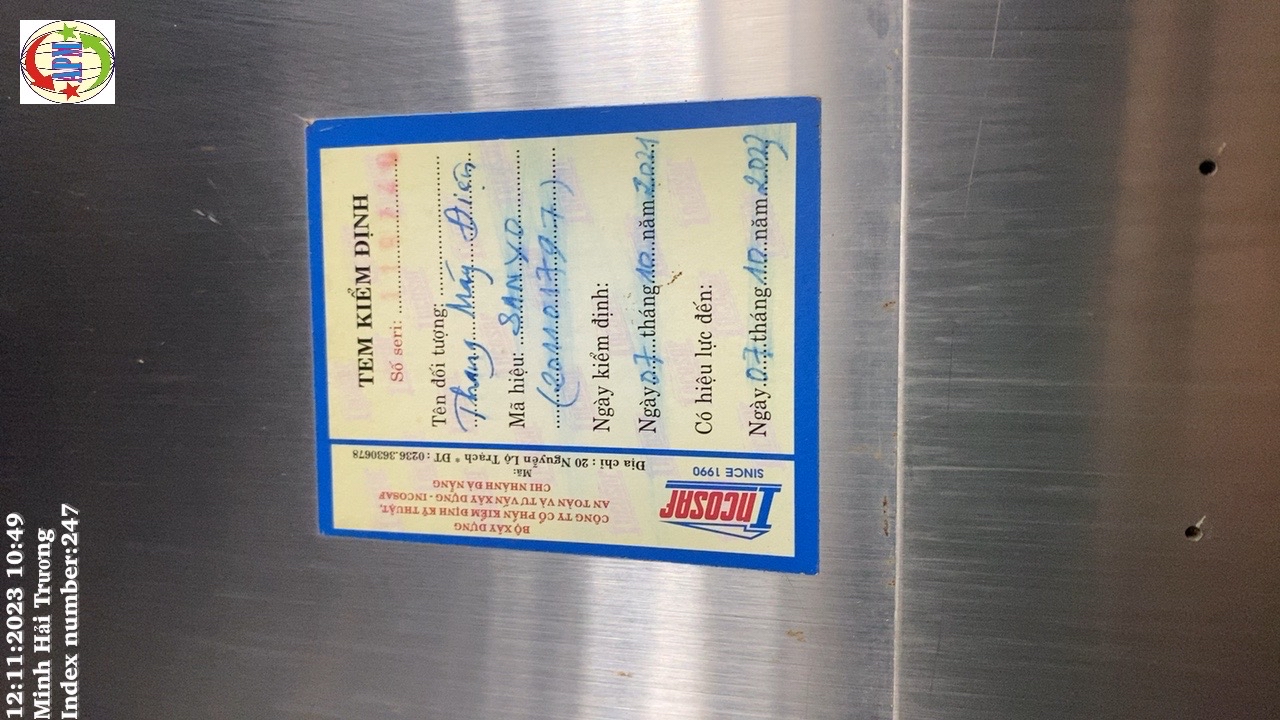 APN
TEM KIỂM ĐỊNH
Số seri:
Tên đối tượng:
Thang Máy Điện
Mã hiệu: SANYO
(20110179.7)
Ngày kiểm định:
Ngày 07 tháng 10 năm 2021
Có hiệu lực đến:
Ngày 07 tháng 10 năm
BỘ XÂY DỰNG
CÔNG TY CỔ PHẦN KIỂM ĐỊNH KỸ THUẬT,
AN TOÀN VÀ TƯ VẤN XÂY DỰNG - INCOSAF
CHI NHÁNH ĐÀ NẴNG
Mã:
Địa chỉ : 20 Nguyễn Lộ Trạch * ĐT : 0236.3630678
INCOSAF
SINCE 1990
12:11:2023 10:49
Minh Hải Trương
Index number:247